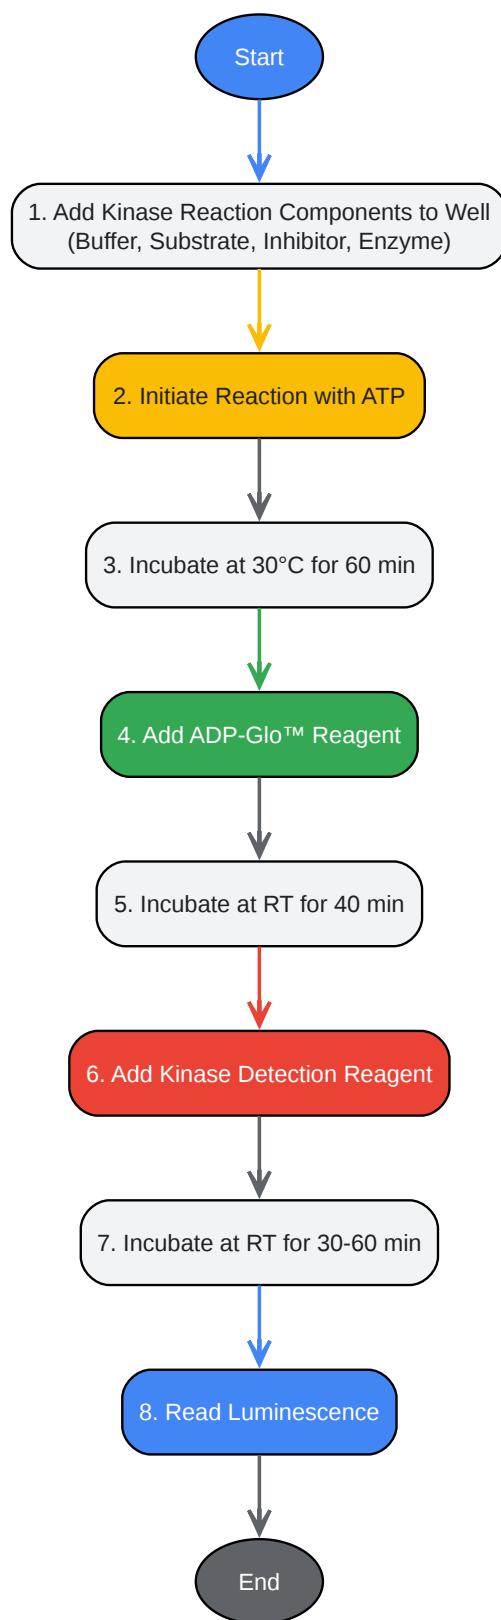 Start
1. Add Kinase Reaction Components to Well
(Buffer, Substrate, Inhibitor, Enzyme)
2. Initiate Reaction with ATP
3. Incubate at 30°C for 60 min
4. Add ADP-Glo™ Reagent
5. Incubate at RT for 40 min
6. Add Kinase Detection Reagent
7. Incubate at RT for 30-60 min
8. Read Luminescence
End